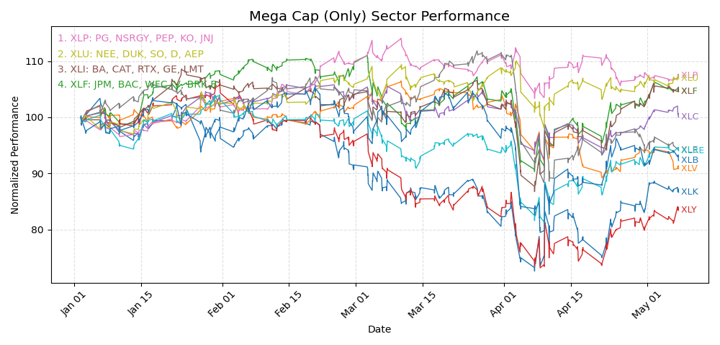 Mega Cap (Only) Sector Performance
1. XLP: PG, NSRGY, PEP, KO, JNJ
2. XLU: NEE, DUK, SO, D, AEP
3. XLI: BA, CAT, RTX, GE, LMT
4. XLF: JPM, BAC, WFC,
110
100
90
80
Normalized Performance
XLF
XLC
XLB
XLV
XLK
XLY
Jan 01
Jan 15
Feb 01
Feb 15
Mar 01
Mar 15
Apr 01
Apr 15
May 01
Date